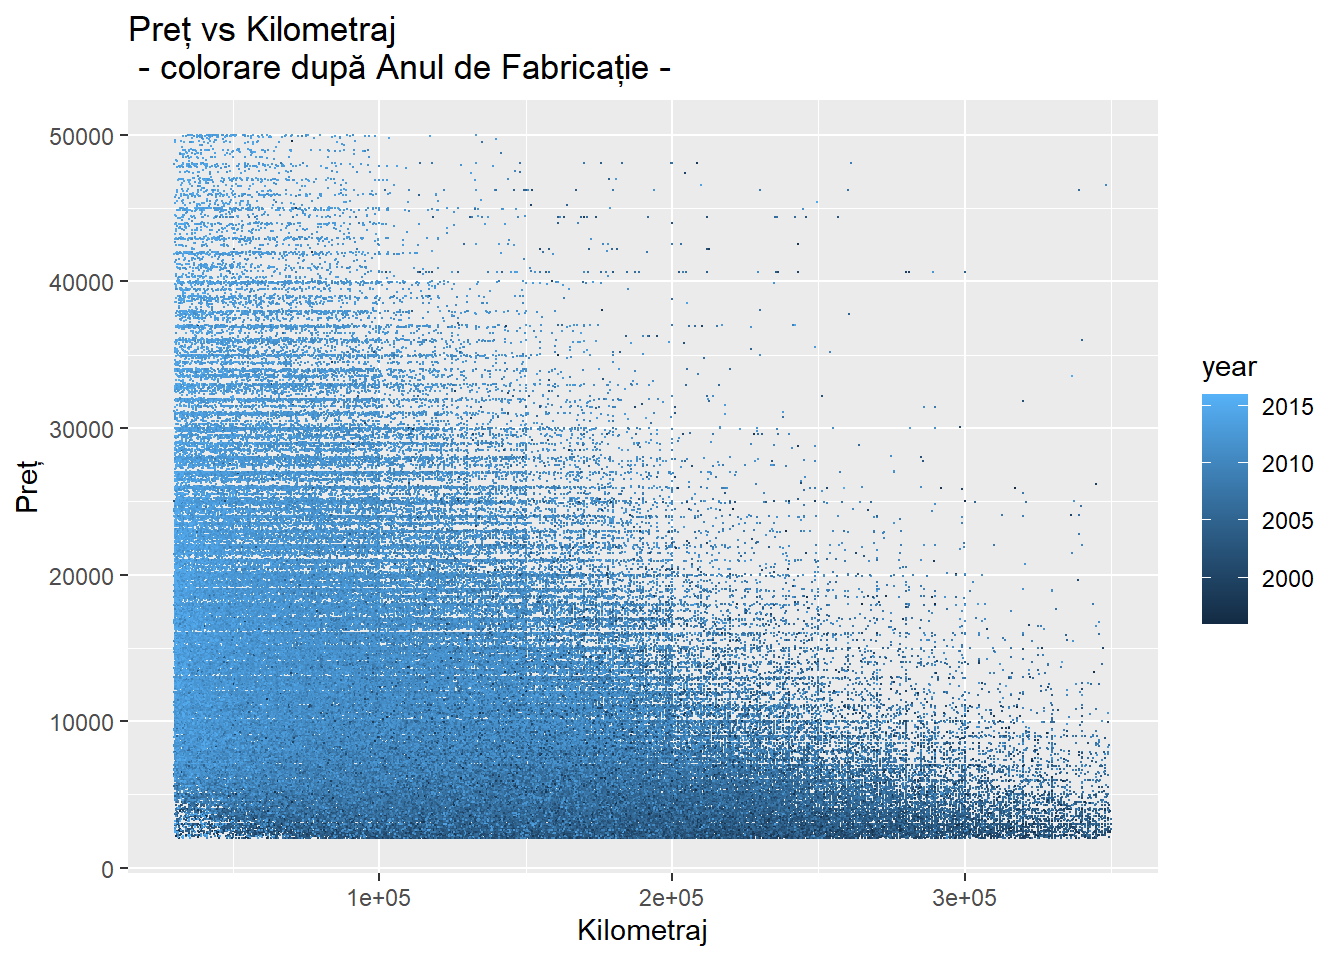 Preț vs Kilometraj
- colorare după Anul de Fabricație -
50000
40000
30000
20000
10000
0
Preț
1e+05
2e+05
3e+05
Kilometraj
year
2015
2010
2005
2000